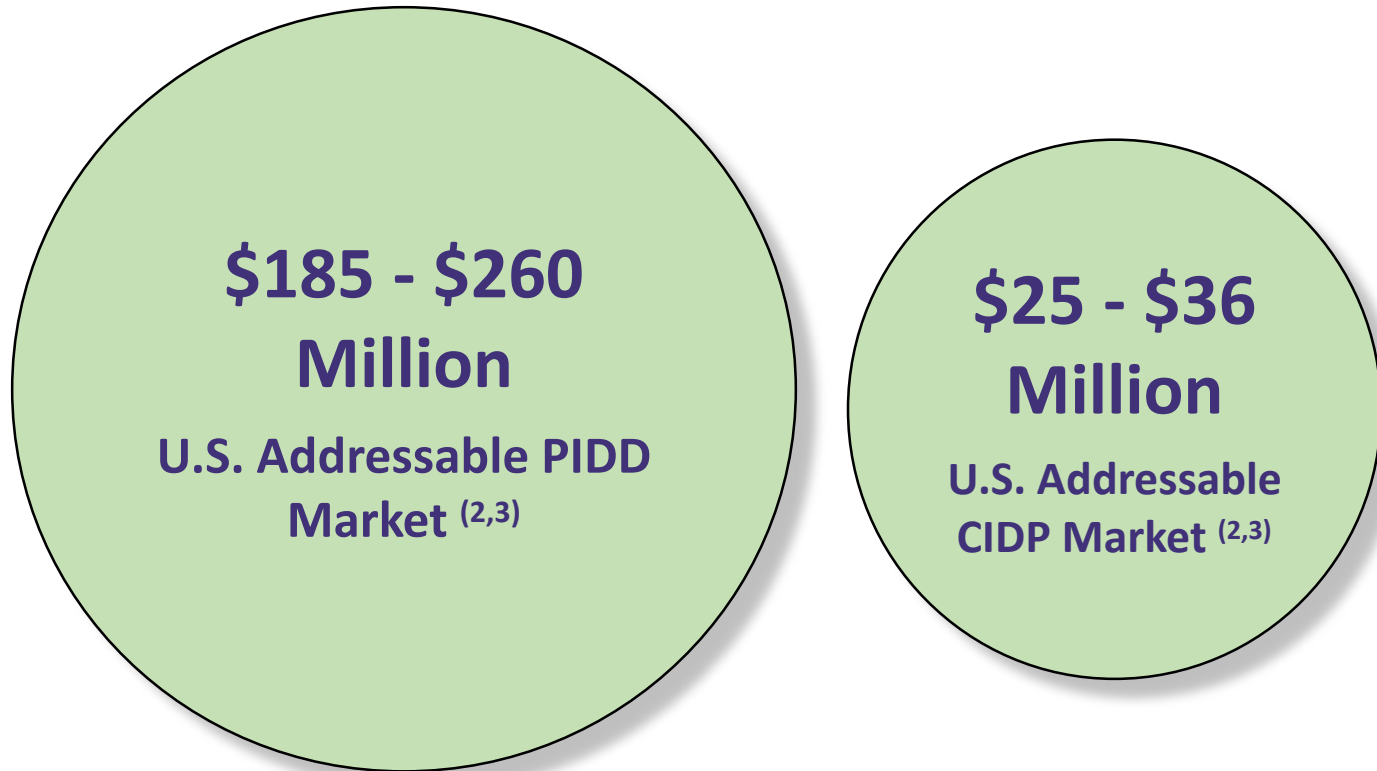 $185 - $260
Million
U.S. Addressable PIDD
Market (2,3)
$25 - $36
Million
U.S. Addressable
CIDP Market (2,3)